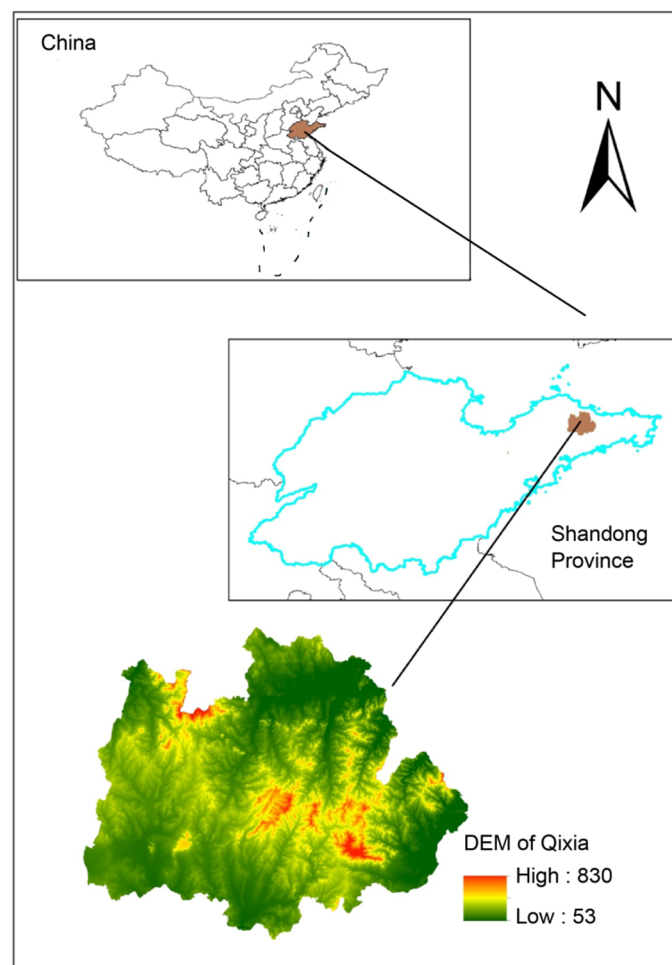 China
N
Shandong
Province
DEM of Qixia
High : 830
Low : 53